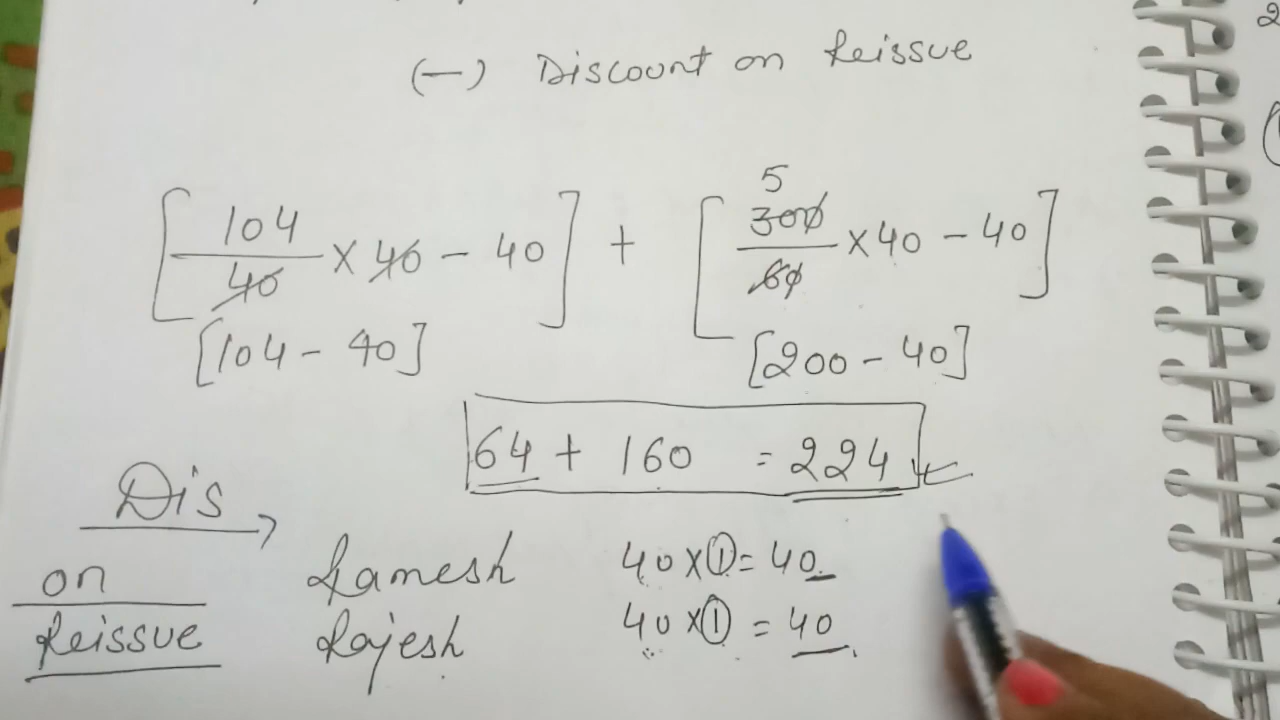 (–) Discount on Reissue
[104/40 × 40 – 40] + [300/60 × 40 – 40]
5
[104 – 40] [200 – 40]
64 + 160 = 224
Dis
on
Reissue
Ramesh 40 × 1 = 40
Rajesh 40 × 1 = 40